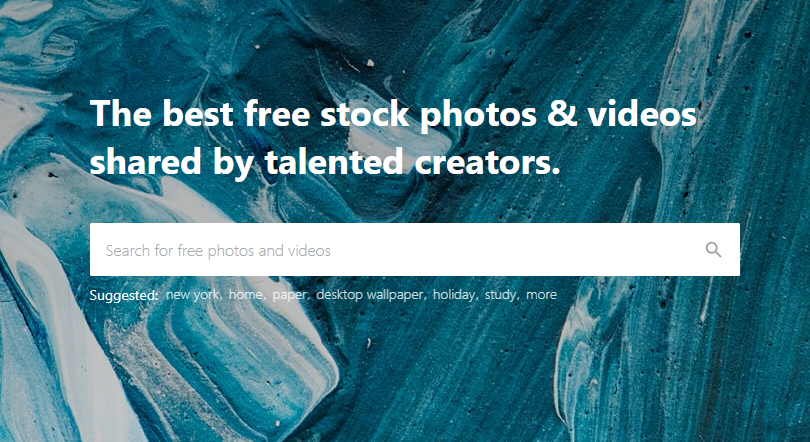 The best free stock photos & videos
shared by talented creators.
Search for free photos and videos
Suggested: new york, home, paper, desktop wallpaper, holiday, study, more